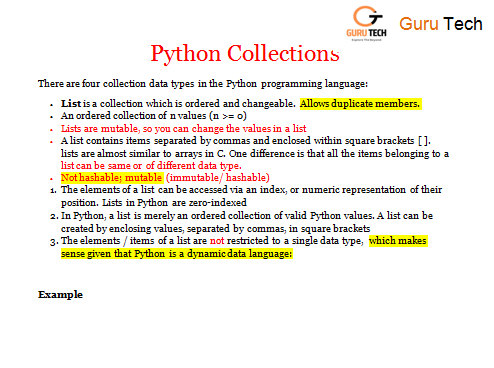 GURU TECH
Guru Tech
Python Collections
There are four collection data types in the Python programming language:
• List is a collection which is ordered and changeable. Allows duplicate members.
• An ordered collection of n values (n >= 0)
• Lists are mutable, so you can change the values in a list
• A list contains items separated by commas and enclosed within square brackets [ ].
lists are almost similar to arrays in C. One difference is that all the items belonging to a
list can be same or of different data type.
• Not hashable; mutable (immutable/ hashable)
1. The elements of a list can be accessed via an index, or numeric representation of their
position. Lists in Python are zero-indexed
2. In Python, a list is merely an ordered collection of valid Python values. A list can be
created by enclosing values, separated by commas, in square brackets
3. The elements / items of a list are not restricted to a single data type, which makes
sense given that Python is a dynamic data language:
Example